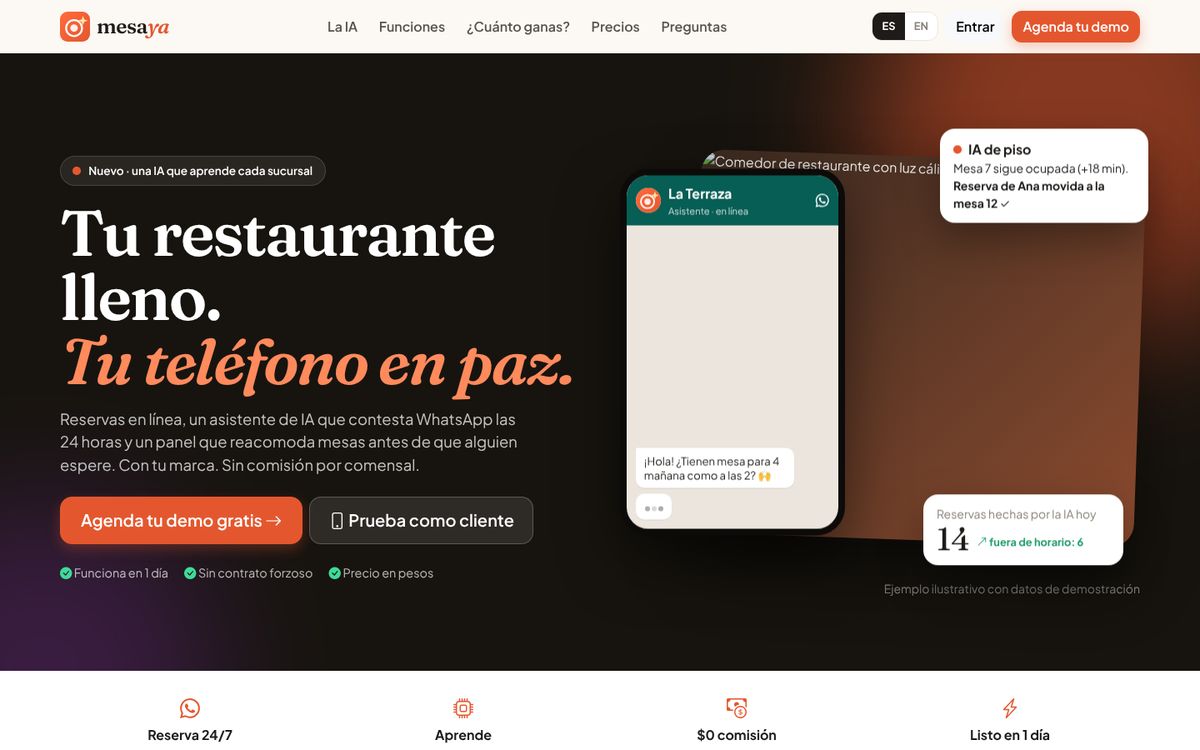 mesaya
La IA
Funciones
¿Cuánto ganas?
Precios
Preguntas
ES
EN
Entrar
Agenda tu demo
Nuevo · una IA que aprende cada sucursal
Tu restaurante
lleno.
Tu teléfono en paz.
Reservas en línea, un asistente de IA que contesta WhatsApp las
24 horas y un panel que reacomoda mesas antes de que alguien
espere. Con tu marca. Sin comisión por comensal.
Agenda tu demo gratis →
Prueba como cliente
Funciona en 1 día
Sin contrato forzoso
Precio en pesos
Comedor de restaurante con luz
IA de piso
Mesa 7 sigue ocupada (+18 min).
Reserva de Ana movida a la
mesa 12 ✓
La Terraza
Asistente · en línea
¡Hola! ¿Tienen mesa para 4
mañana como a las 2? 🙌
Reservas hechas por la IA hoy
14
↗ fuera de horario: 6
Ejemplo ilustrativo con datos de demostración
Reserva 24/7
Aprende
$0 comisión
Listo en 1 día